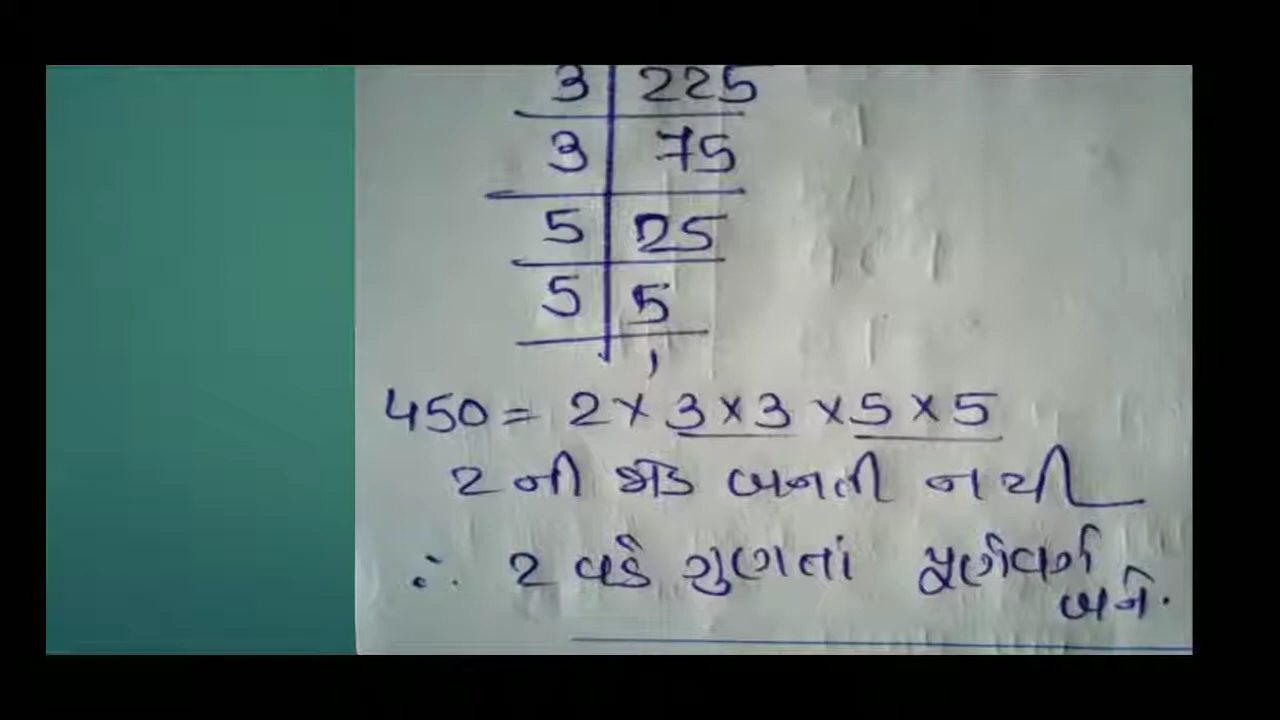 3 | 225
3 | 75
5 | 25
5 | 5
1
450 = 2 × 3 × 3 × 5 × 5
2 ની જોડ બનતી નથી
∴ 2 વડે ગુણતાં પૂર્ણવર્ગ
બને.